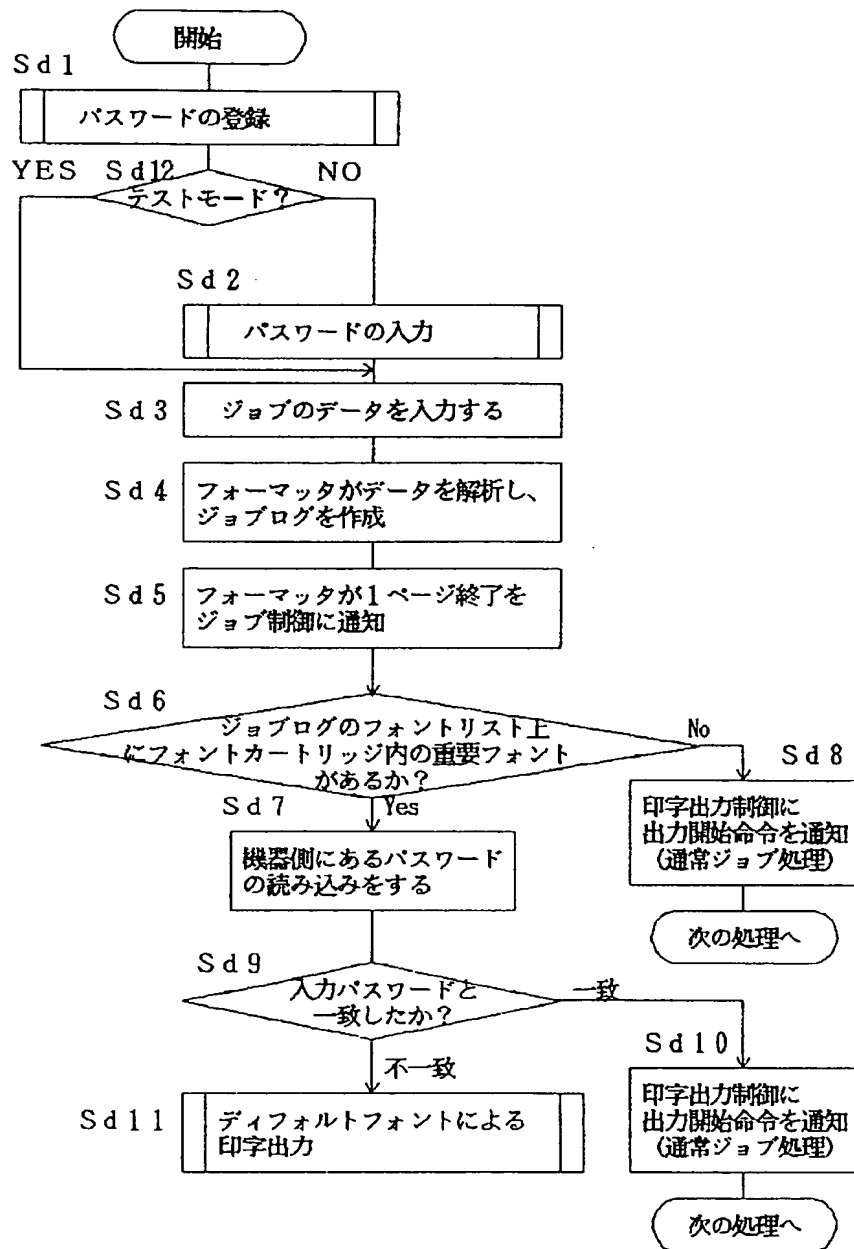 開始
Sd1
パスワードの登録
YES Sd12 NO
テストモード?
Sd2
パスワードの入力
Sd3
ジョブのデータを入力する
Sd4
フォーマッタがデータを解析し、
ジョブログを作成
Sd5
フォーマッタが1ページ終了を
ジョブ制御に通知
Sd6
ジョブログのフォントリスト上
にフォントカートリッジ内の重要フォント
があるか?
No
Sd8
印字出力制御に
出力開始命令を通知
(通常ジョブ処理)
次の処理へ
Sd7
Yes
機器側にあるパスワード
の読み込みをする
Sd9
入力パスワードと
一致したか?
一致
Sd10
印字出力制御に
出力開始命令を通知
(通常ジョブ処理)
次の処理へ
不一致
Sd11
ディフォルトフォントによる
印字出力